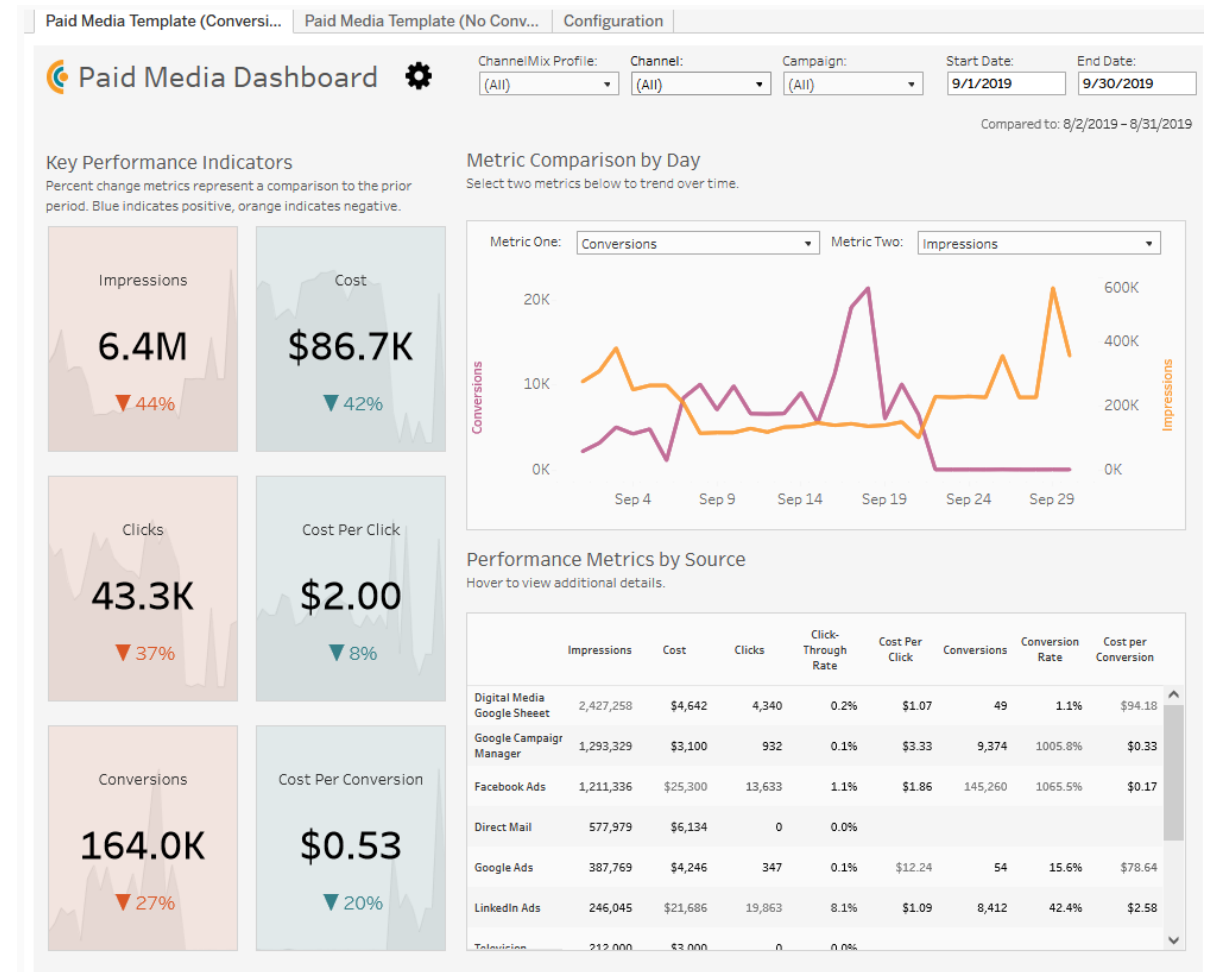 Paid Media Template (Conversi...
Paid Media Template (No Conv...
Configuration
Paid Media Dashboard
ChannelMix Profile:
(All)
Channel:
(All)
Campaign:
(All)
Start Date:
9/1/2019
End Date:
9/30/2019
Compared to: 8/2/2019 – 8/31/2019
Key Performance Indicators
Percent change metrics represent a comparison to the prior
period. Blue indicates positive, orange indicates negative.
Impressions
6.4M
▼ 44%
Cost
$86.7K
▼ 42%
Clicks
43.3K
▼ 37%
Cost Per Click
$2.00
▼ 8%
Conversions
164.0K
▼ 27%
Cost Per Conversion
$0.53
▼ 20%
Metric Comparison by Day
Select two metrics below to trend over time.
Metric One: Conversions
Metric Two: Impressions
Conversions
20K
10K
0K
600K
400K
200K
0K
Impressions
Sep 4 Sep 9 Sep 14 Sep 19 Sep 24 Sep 29
Performance Metrics by Source
Hover to view additional details.
Impressions
Cost
Clicks
Click-
Through
Rate
Cost Per
Click
Conversions
Conversion
Rate
Cost per
Conversion
Digital Media
Google Sheeet
2,427,258 $4,642 4,340 0.2% $1.07 49 1.1% $94.18
Google Campaigr
Manager
1,293,329 $3,100 932 0.1% $3.33 9,374 1005.8% $0.33
Facebook Ads 1,211,336 $25,300 13,633 1.1% $1.86 145,260 1065.5% $0.17
Direct Mail 577,979 $6,134 0 0.0%
Google Ads 387,769 $4,246 347 0.1% $12.24 54 15.6% $78.64
LinkedIn Ads 246,045 $21,686 19,863 8.1% $1.09 8,412 42.4% $2.58
Television 212,000 $3,000 0 0.0%